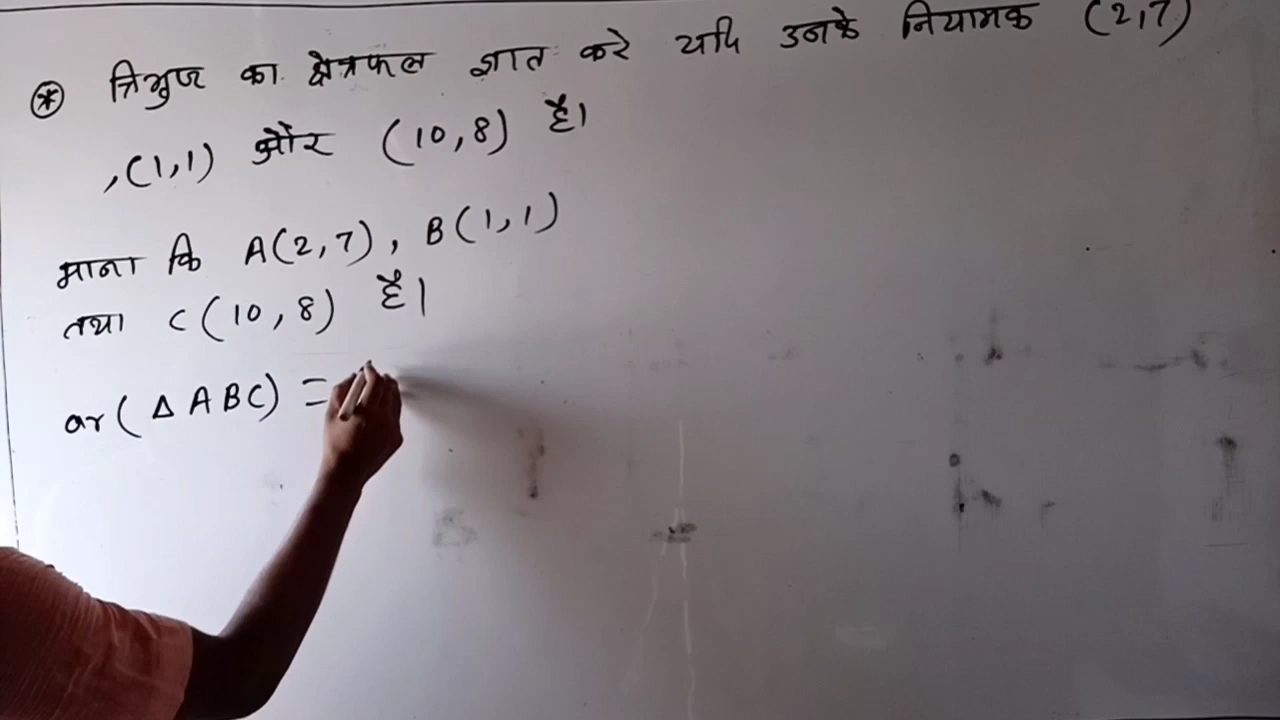 * त्रिभुज का क्षेत्रफल ज्ञात करे यदि उनके नियामक (2,7)
,(1,1) और (10,8) है।
माना कि A(2,7), B(1,1)
तथा C(10,8) है।
ar(Δ ABC) =